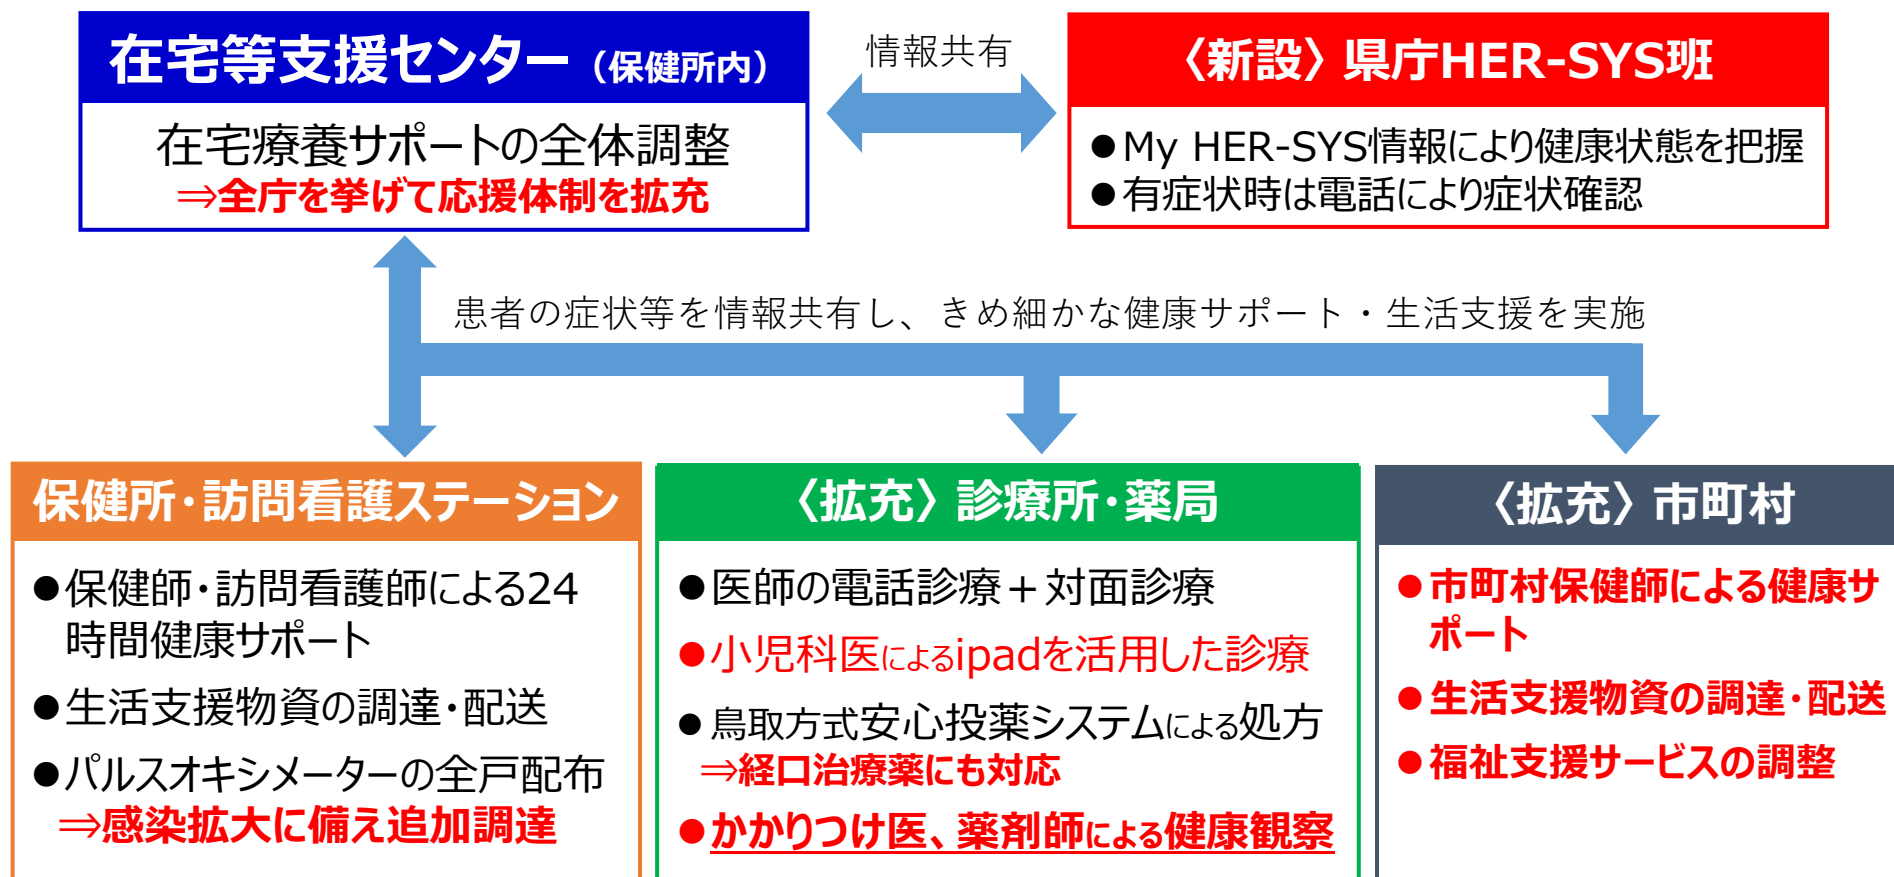 在宅等支援センター（保健所内）
在宅療養サポートの全体調整
⇒全庁を挙げて応援体制を拡充
情報共有
〈新設〉県庁HER-SYS班
●My HER-SYS情報により健康状態を把握
●有症状時は電話により症状確認
患者の症状等を情報共有し、きめ細かな健康サポート・生活支援を実施
保健所・訪問看護ステーション
●保健師・訪問看護師による24
時間健康サポート
●生活支援物資の調達・配送
●パルスオキシメーターの全戸配布
⇒感染拡大に備え追加調達
〈拡充〉診療所・薬局
●医師の電話診療＋対面診療
●小児科医によるipadを活用した診療
●鳥取方式安心投薬システムによる処方
⇒経口治療薬にも対応
●かかりつけ医、薬剤師による健康観察
〈拡充〉市町村
●市町村保健師による健康サ
ポート
●生活支援物資の調達・配送
●福祉支援サービスの調整